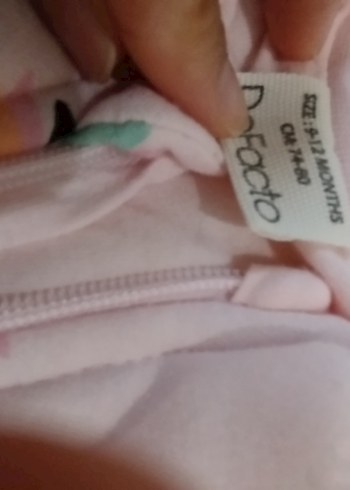 DeFacto
SIZE : 9-12 MONTHS
CM 74-80